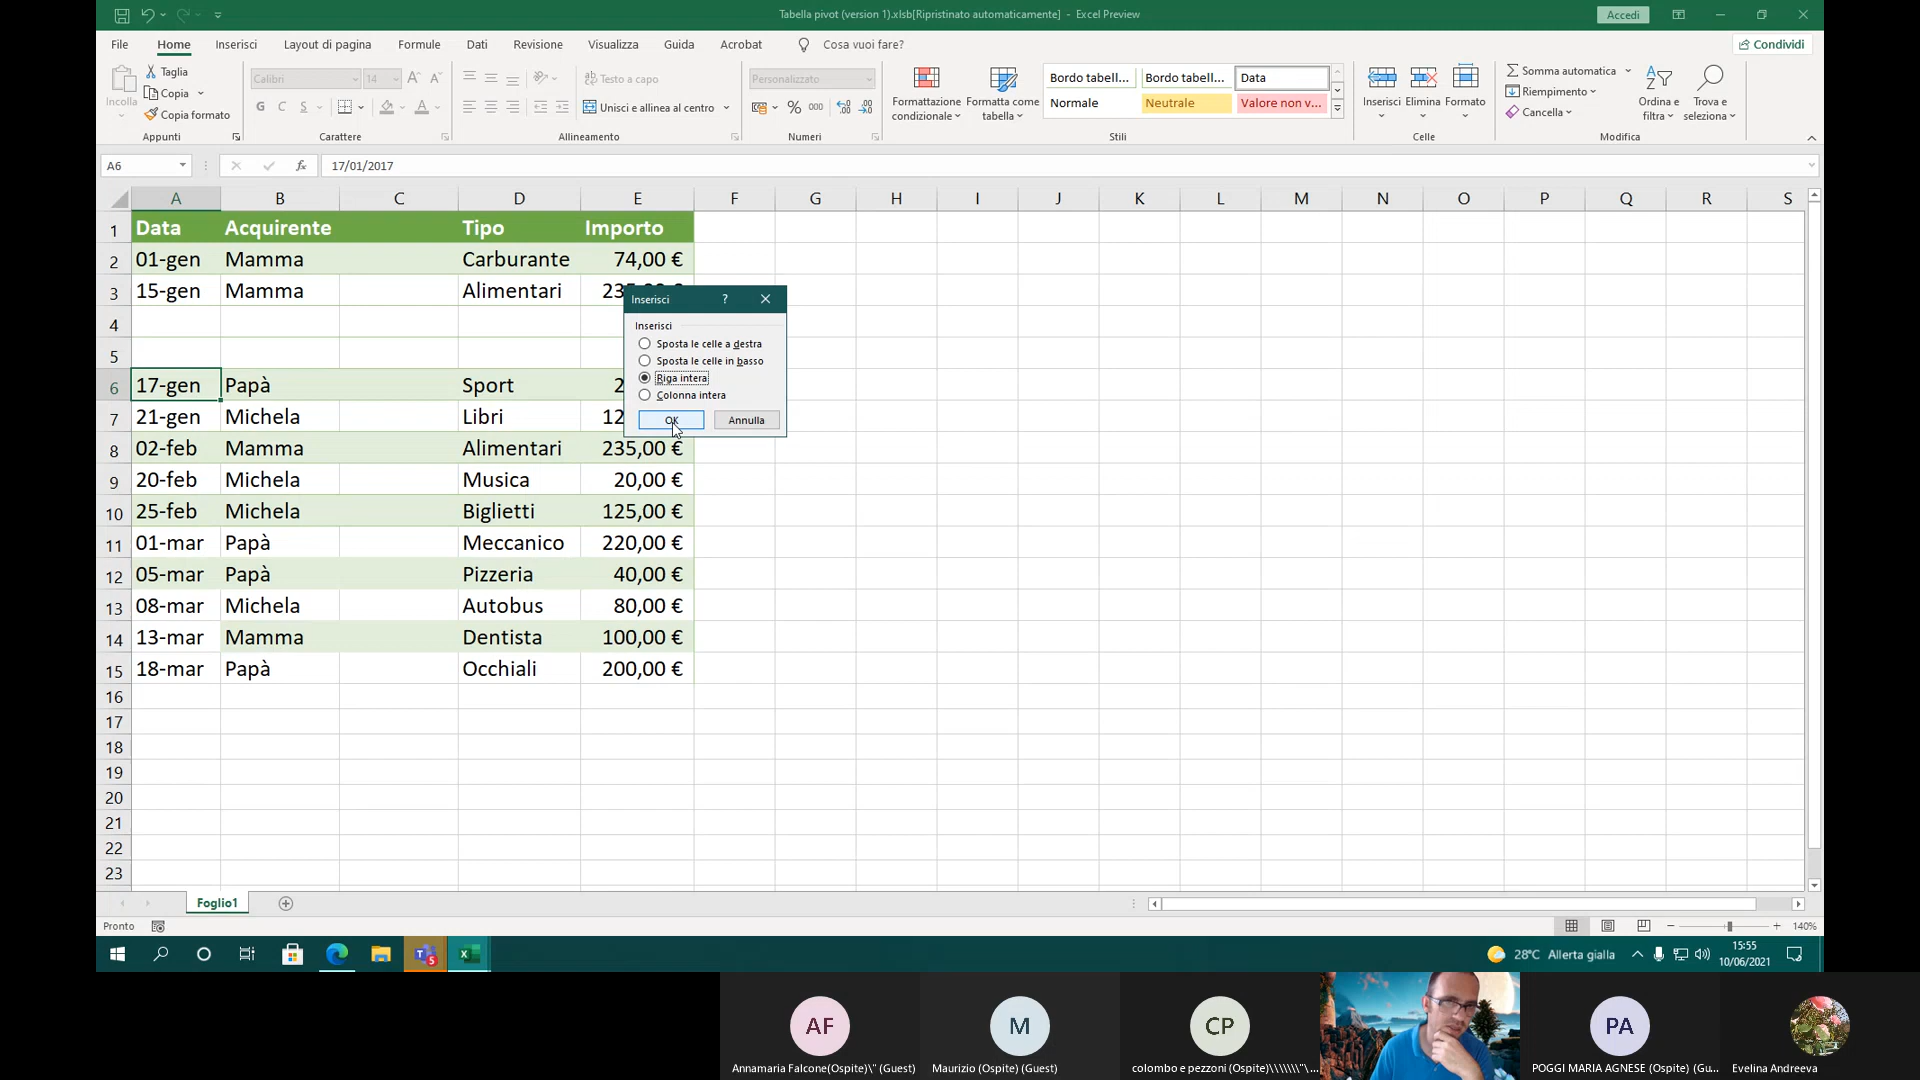 Tabella pivot (version 1).xlsb[Ripristinato automaticamente] - Excel Preview
Accedi
File Home Inserisci Layout di pagina Formule Dati Revisione Visualizza Guida Acrobat Cosa vuoi fare? Condividi
Incolla
Taglia
Copia
Copia formato
Appunti
Calibri 14
G C S
Carattere
Testo a capo
Unisci e allinea al centro
Allineamento
Personalizzato
% 000
Numeri
Formattazione condizionale
Formatta come tabella
Bordo tabell... Bordo tabell... Data
Normale Neutrale Valore non v...
Stili
Inserisci Elimina Formato
Celle
Somma automatica
Riempimento
Cancella
Ordina e filtra
Trova e seleziona
Modifica
A6 fx 17/01/2017
A B C D E F G H I J K L M N O P Q R S
1 Data Acquirente Tipo Importo
2 01-gen Mamma Carburante 74,00 €
3 15-gen Mamma Alimentari
4
5
6 17-gen Papà Sport
7 21-gen Michela Libri
8 02-feb Mamma Alimentari 235,00 €
9 20-feb Michela Musica 20,00 €
10 25-feb Michela Biglietti 125,00 €
11 01-mar Papà Meccanico 220,00 €
12 05-mar Papà Pizzeria 40,00 €
13 08-mar Michela Autobus 80,00 €
14 13-mar Mamma Dentista 100,00 €
15 18-mar Papà Occhiali 200,00 €
16
17
18
19
20
21
22
23
Inserisci ?
Inserisci
Sposta le celle a destra
Sposta le celle in basso
Riga intera
Colonna intera
OK Annulla
Foglio1
Pronto
140%
28°C Allerta gialla
15:55
10/06/2021
5
AF M CP PA
Annamaria Falcone(Ospite)\" (Guest)
Maurizio (Ospite) (Guest)
colombo e pezzoni (Ospite)\\\\\\\"\...
POGGI MARIA AGNESE (Ospite) (Gu...
Evelina Andreeva